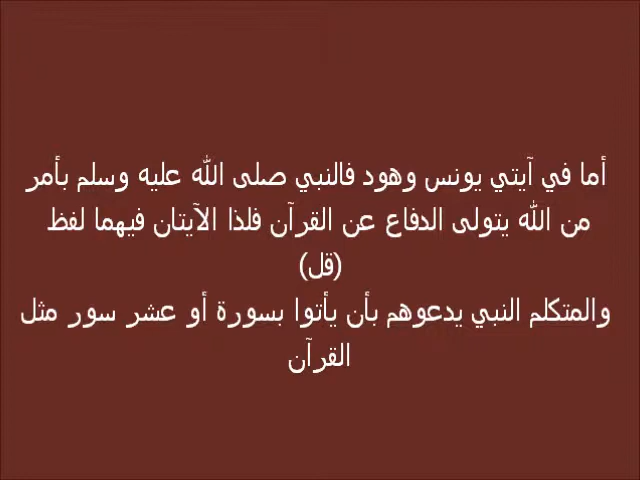 أما في آيتي يونس وهود فالنبي صلى الله عليه وسلم بأمر
من الله يتولى الدفاع عن القرآن فلذا الآيتان فيهما لفظ
(قل)
والمتكلم النبي يدعوهم بأن يأتوا بسورة أو عشر سور مثل
القرآن